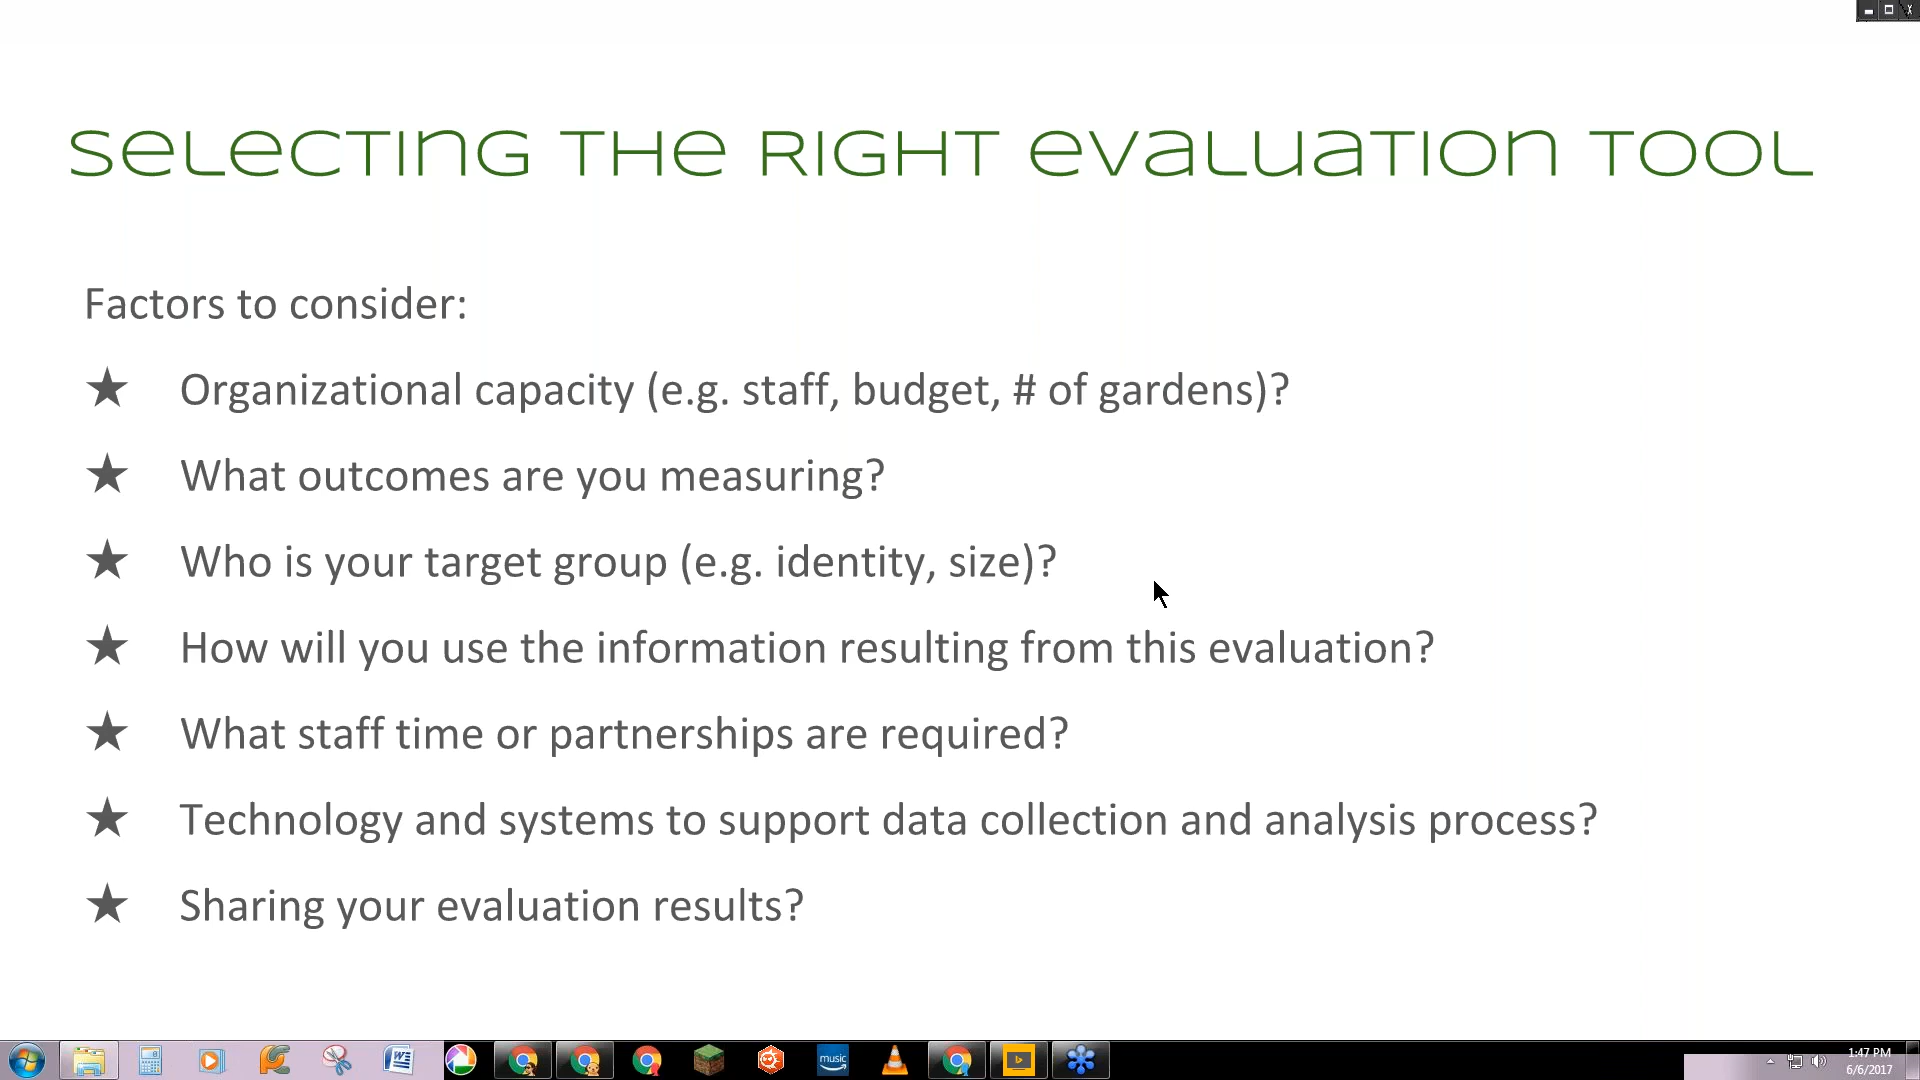 Selecting the Right Evaluation Tool
Factors to consider:
★ Organizational capacity (e.g. staff, budget, # of gardens)?
★ What outcomes are you measuring?
★ Who is your target group (e.g. identity, size)?
★ How will you use the information resulting from this evaluation?
★ What staff time or partnerships are required?
★ Technology and systems to support data collection and analysis process?
★ Sharing your evaluation results?
music
1:47 PM
6/6/2017